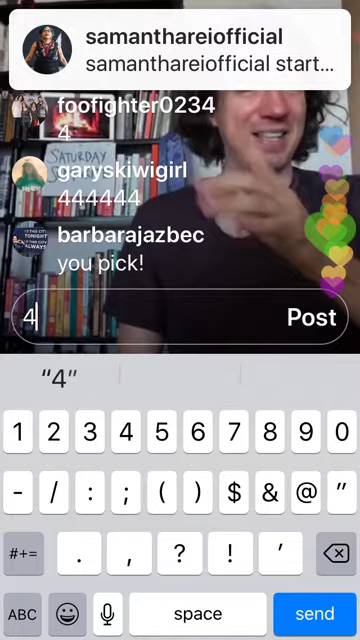 samanthareiofficial
samanthareiofficial start...
foofighter0234
4
SATURDAY
garyskiwigirl
444444
barbarajazbec
you pick!
4
Post
“4”
1 2 3 4 5 6 7 8 9 0
- / : ; ( ) $ & @ "
#+= . , ? ! ’
ABC space send